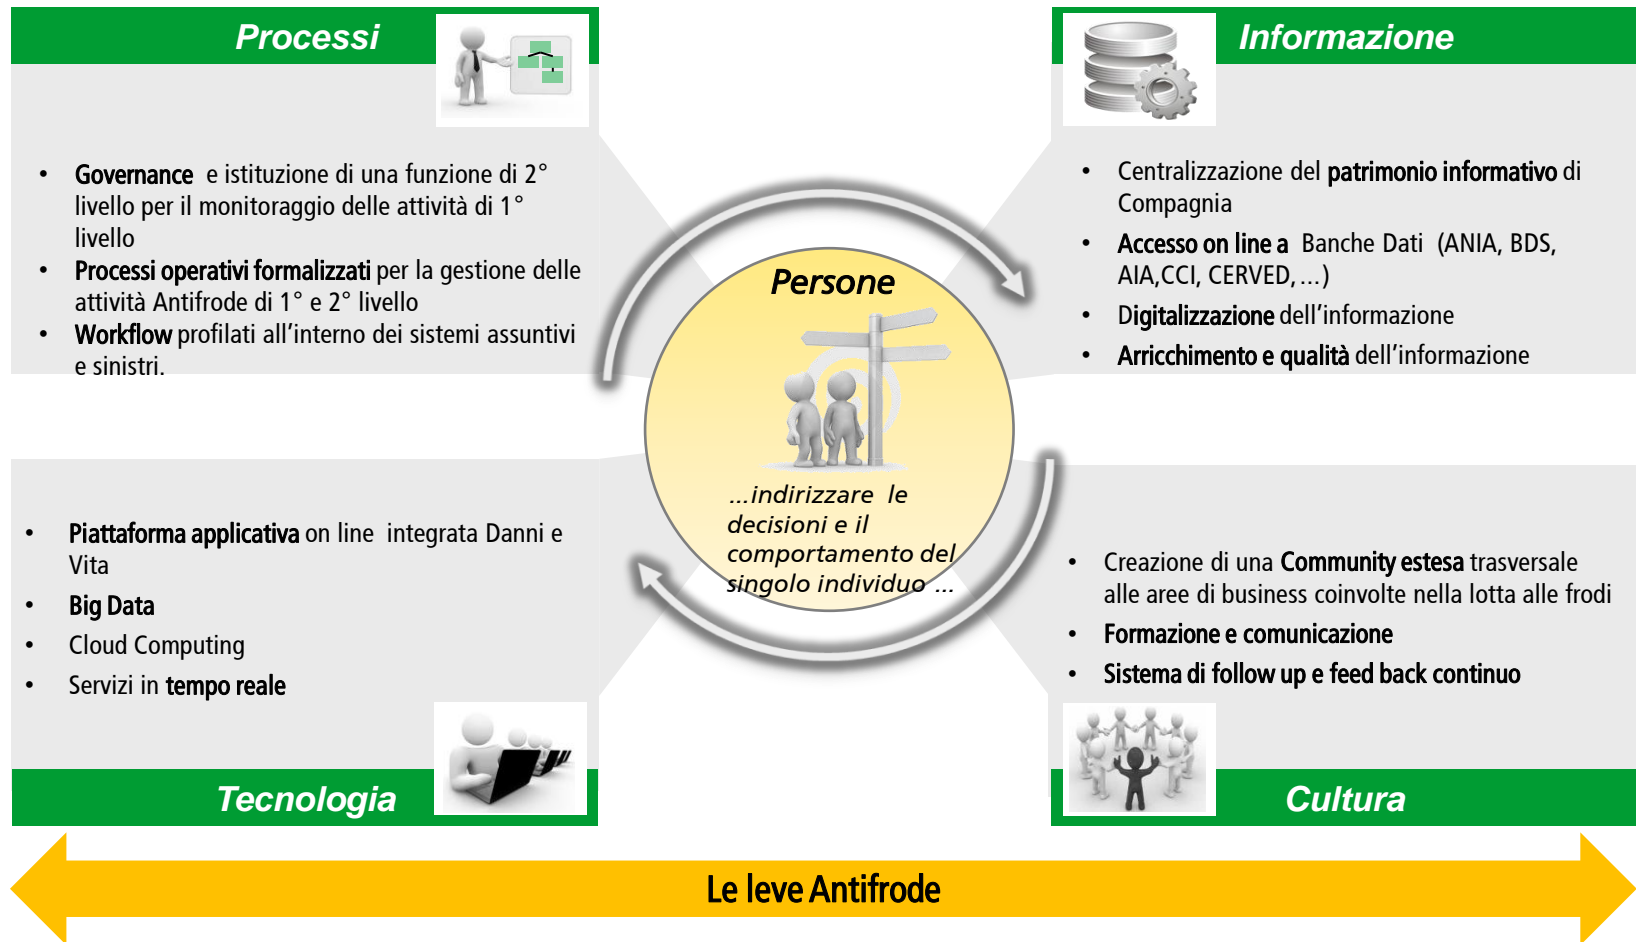 Processi
• Governance e istituzione di una funzione di 2°
livello per il monitoraggio delle attività di 1°
livello
• Processi operativi formalizzati per la gestione delle
attività Antifrode di 1° e 2° livello
• Workflow profilati all'interno dei sistemi assuntivi
e sinistri.
Informazione
• Centralizzazione del patrimonio informativo di
Compagnia
• Accesso on line a Banche Dati (ANIA, BDS,
AIA,CCI, CERVED, ...)
• Digitalizzazione dell'informazione
• Arricchimento e qualità dell'informazione
Persone
...indirizzare le
decisioni e il
comportamento del
singolo individuo ...
• Piattaforma applicativa on line integrata Danni e
Vita
• Big Data
• Cloud Computing
• Servizi in tempo reale
Tecnologia
• Creazione di una Community estesa trasversale
alle aree di business coinvolte nella lotta alle frodi
• Formazione e comunicazione
• Sistema di follow up e feed back continuo
Cultura
Le leve Antifrode